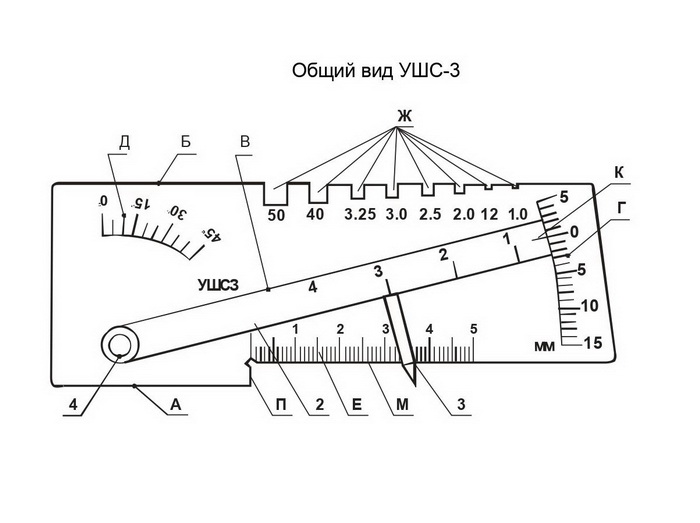 Общий вид УШС-3
Ж
Д Б В
К
Г
0 15 30 45
50 40 3.25 3.0 2.5 2.0 12 1.0
5
0
5
10
15
мм
УШСЗ
4 3 2 1
1 2 3 4 5
4 А П 2 Е М 3